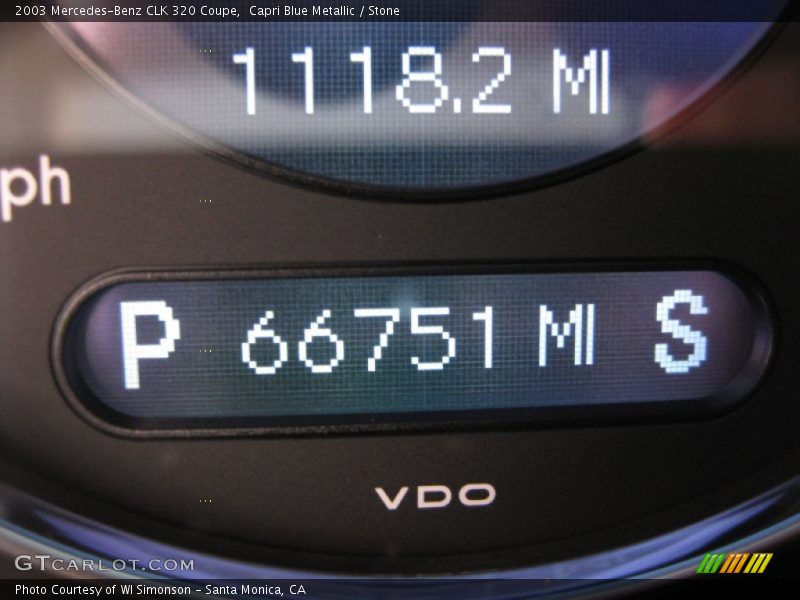 2003 Mercedes-Benz CLK 320 Coupe,  Capri Blue Metallic / Stone
1118.2 MI
ph
P 66751 MI S
VDO
GTCARLOT.COM
Photo Courtesy of WI Simonson - Santa Monica, CA